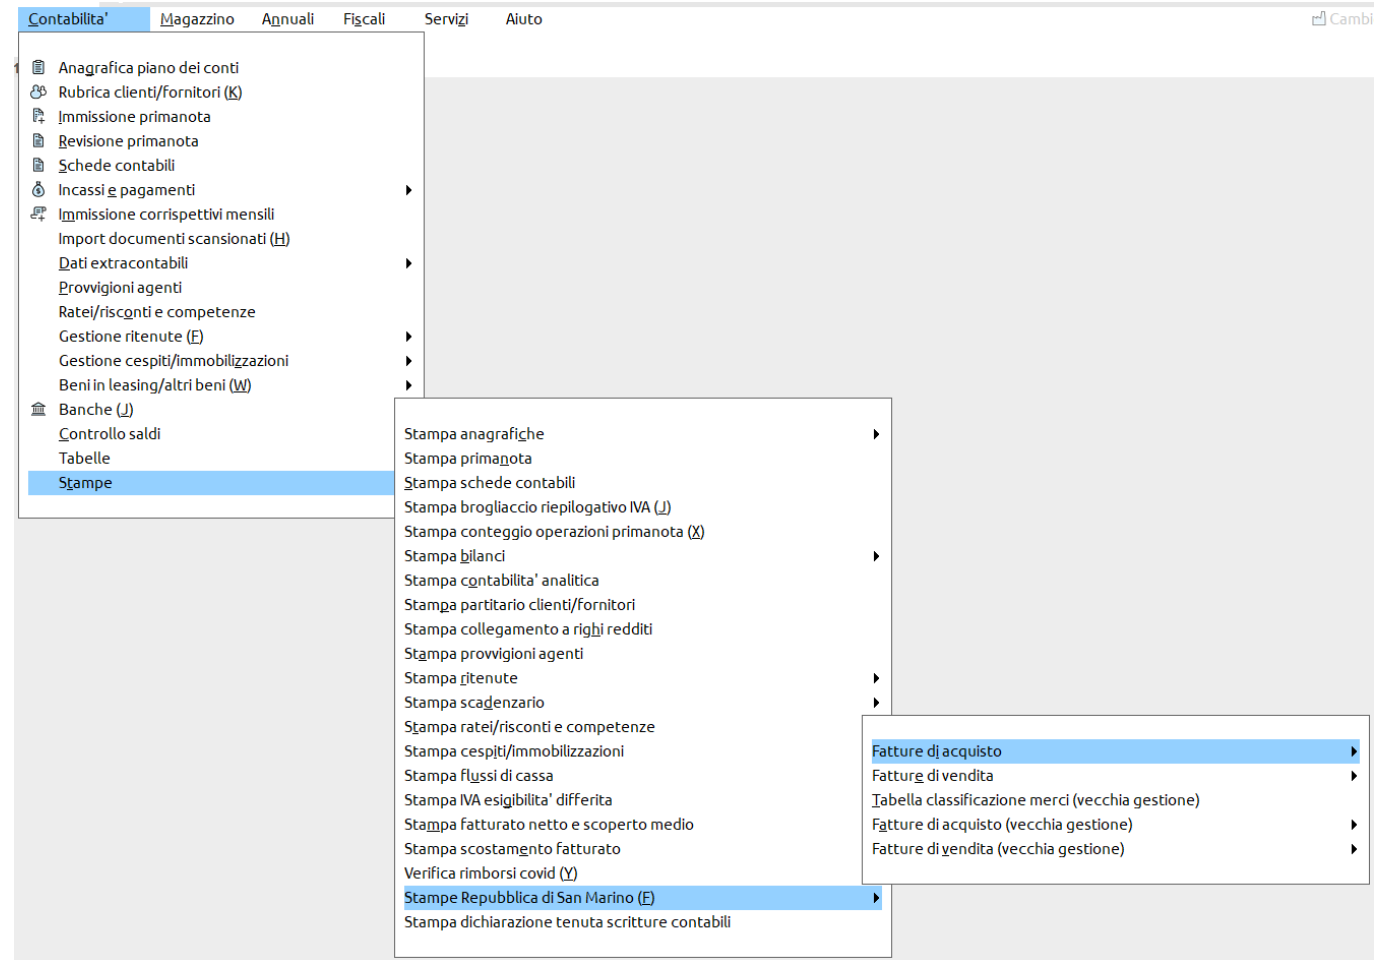 Contabilita' Magazzino Annuali Fiscali Servizi Aiuto Cambi
Anagrafica piano dei conti
Rubrica clienti/fornitori (K)
Immissione primanota
Revisione primanota
Schede contabili
Incassi e pagamenti
Immissione corrispettivi mensili
Import documenti scansionati (H)
Dati extracontabili
Provvigioni agenti
Ratei/risconti e competenze
Gestione ritenute (F)
Gestione cespiti/immobilizzazioni
Beni in leasing/altri beni (W)
Banche (J)
Controllo saldi
Tabelle
Stampe
Stampa anagrafiche
Stampa primanota
Stampa schede contabili
Stampa brogliaccio riepilogativo IVA (J)
Stampa conteggio operazioni primanota (X)
Stampa bilanci
Stampa contabilita' analitica
Stampa partitario clienti/fornitori
Stampa collegamento a righi redditi
Stampa provvigioni agenti
Stampa ritenute
Stampa scadenzario
Stampa ratei/risconti e competenze
Stampa cespiti/immobilizzazioni
Stampa flussi di cassa
Stampa IVA esigibilita' differita
Stampa fatturato netto e scoperto medio
Stampa scostamento fatturato
Verifica rimborsi covid (Y)
Stampe Repubblica di San Marino (F)
Stampa dichiarazione tenuta scritture contabili
Fatture di acquisto
Fatture di vendita
Tabella classificazione merci (vecchia gestione)
Fatture di acquisto (vecchia gestione)
Fatture di vendita (vecchia gestione)